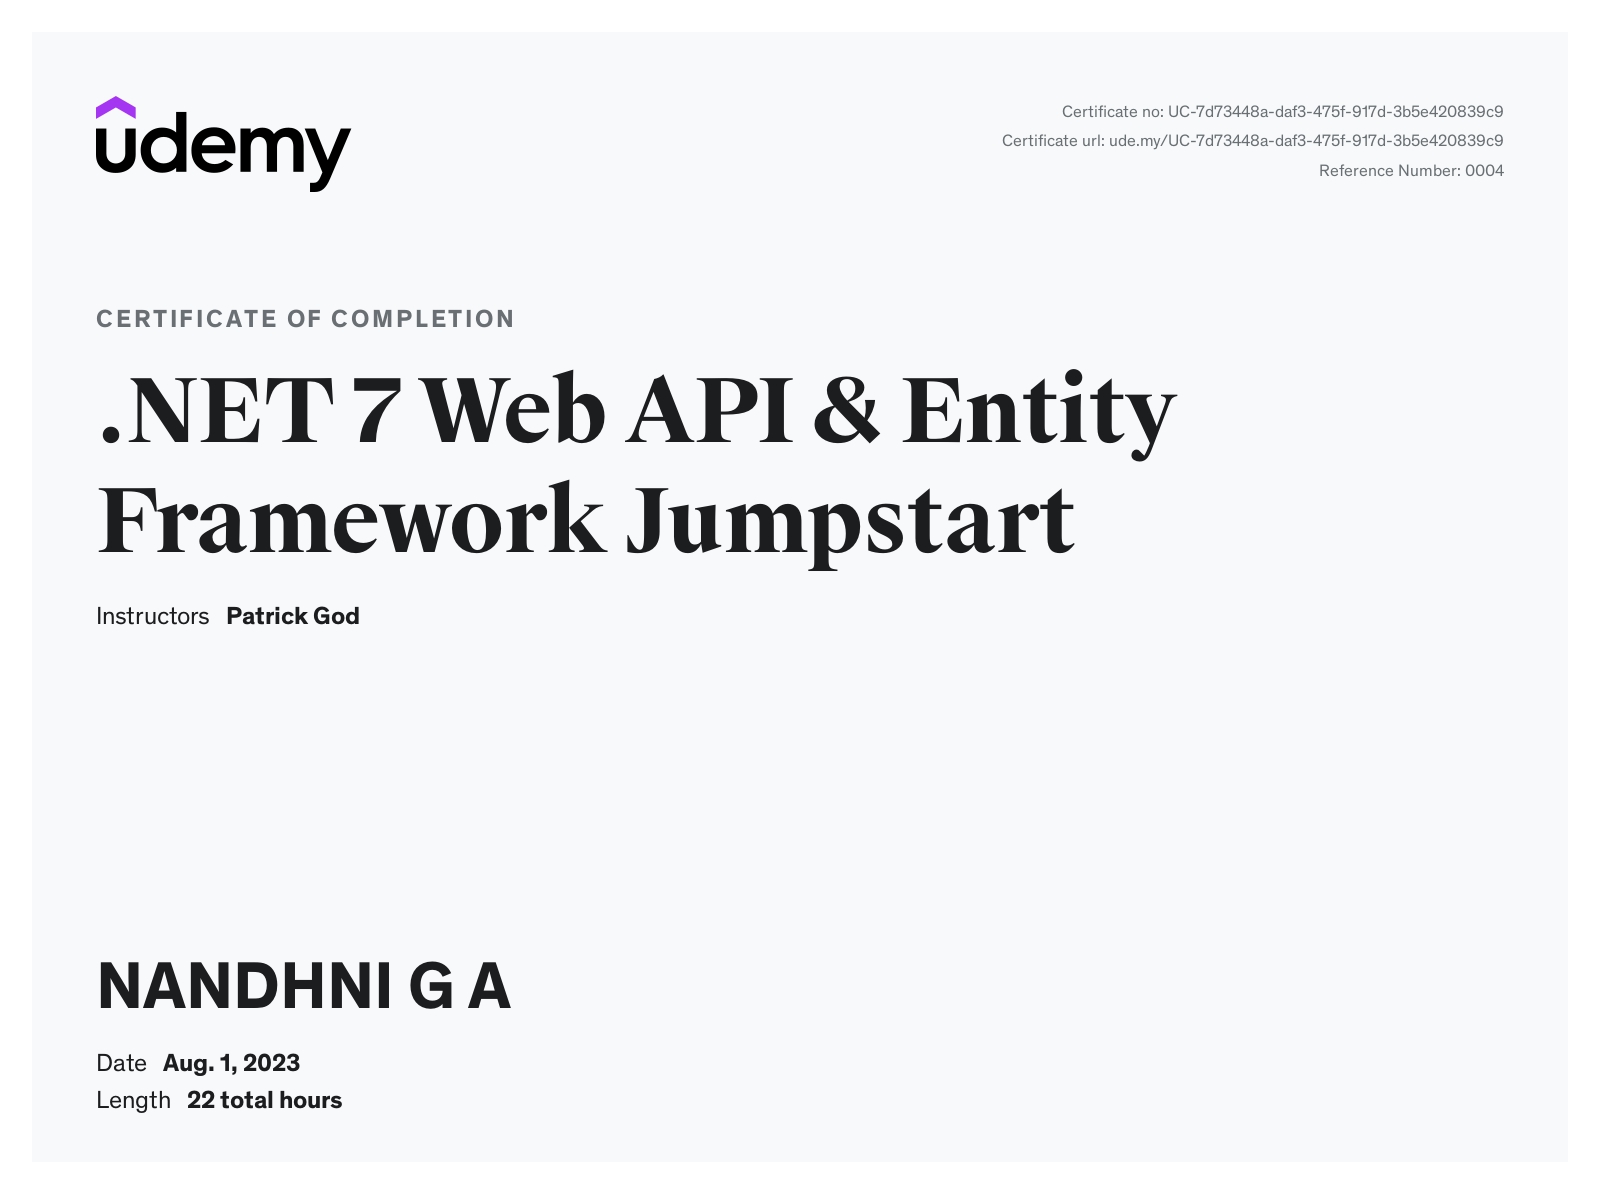 udemy
Certificate no: UC-7d73448a-daf3-475f-917d-3b5e420839c9
Certificate url: ude.my/UC-7d73448a-daf3-475f-917d-3b5e420839c9
Reference Number: 0004
CERTIFICATE OF COMPLETION
.NET 7 Web API & Entity
Framework Jumpstart
Instructors Patrick God
NANDHNI G A
Date Aug. 1, 2023
Length 22 total hours